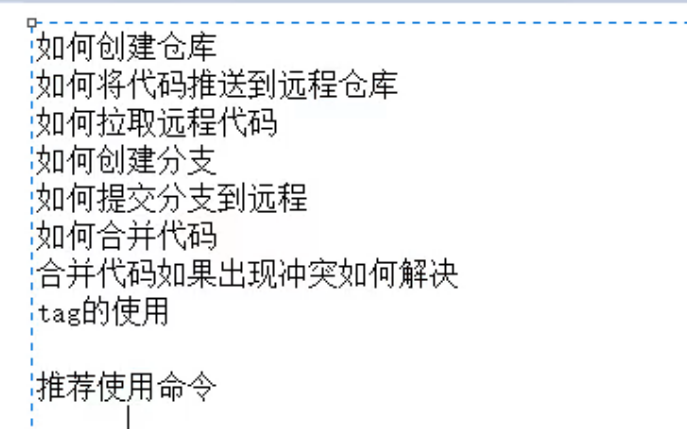 如何创建仓库
如何将代码推送到远程仓库
如何拉取远程代码
如何创建分支
如何提交分支到远程
如何合并代码
合并代码如果出现冲突如何解决
tag的使用
推荐使用命令